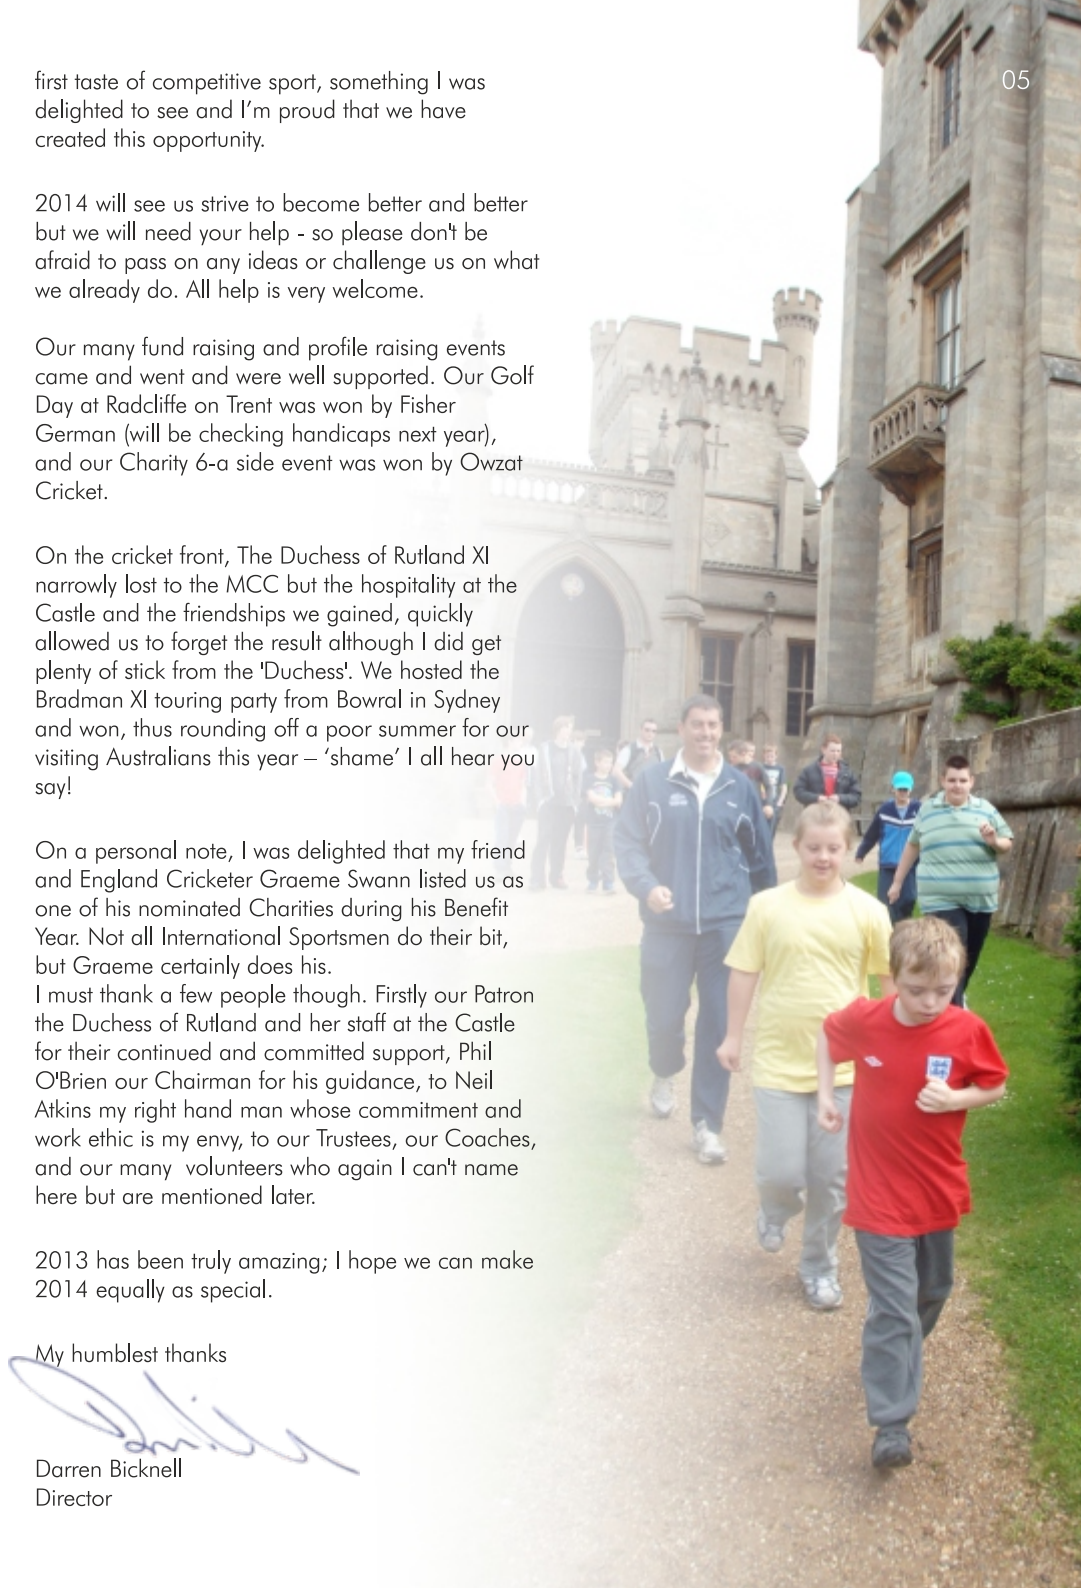 05
first taste of competitive sport, something I was
delighted to see and I’m proud that we have
created this opportunity.
2014 will see us strive to become better and better
but we will need your help - so please don't be
afraid to pass on any ideas or challenge us on what
we already do. All help is very welcome.
Our many fund raising and profile raising events
came and went and were well supported. Our Golf
Day at Radcliffe on Trent was won by Fisher
German (will be checking handicaps next year),
and our Charity 6-a side event was won by Owzat
Cricket.
On the cricket front, The Duchess of Rutland XI
narrowly lost to the MCC but the hospitality at the
Castle and the friendships we gained, quickly
allowed us to forget the result although I did get
plenty of stick from the 'Duchess'. We hosted the
Bradman XI touring party from Bowral in Sydney
and won, thus rounding off a poor summer for our
visiting Australians this year – ‘shame’ I all hear you
say!
On a personal note, I was delighted that my friend
and England Cricketer Graeme Swann listed us as
one of his nominated Charities during his Benefit
Year. Not all International Sportsmen do their bit,
but Graeme certainly does his.
I must thank a few people though. Firstly our Patron
the Duchess of Rutland and her staff at the Castle
for their continued and committed support, Phil
O'Brien our Chairman for his guidance, to Neil
Atkins my right hand man whose commitment and
work ethic is my envy, to our Trustees, our Coaches,
and our many  volunteers who again I can't name
here but are mentioned later.
2013 has been truly amazing; I hope we can make
2014 equally as special.
My humblest thanks
Darren Bicknell
Director